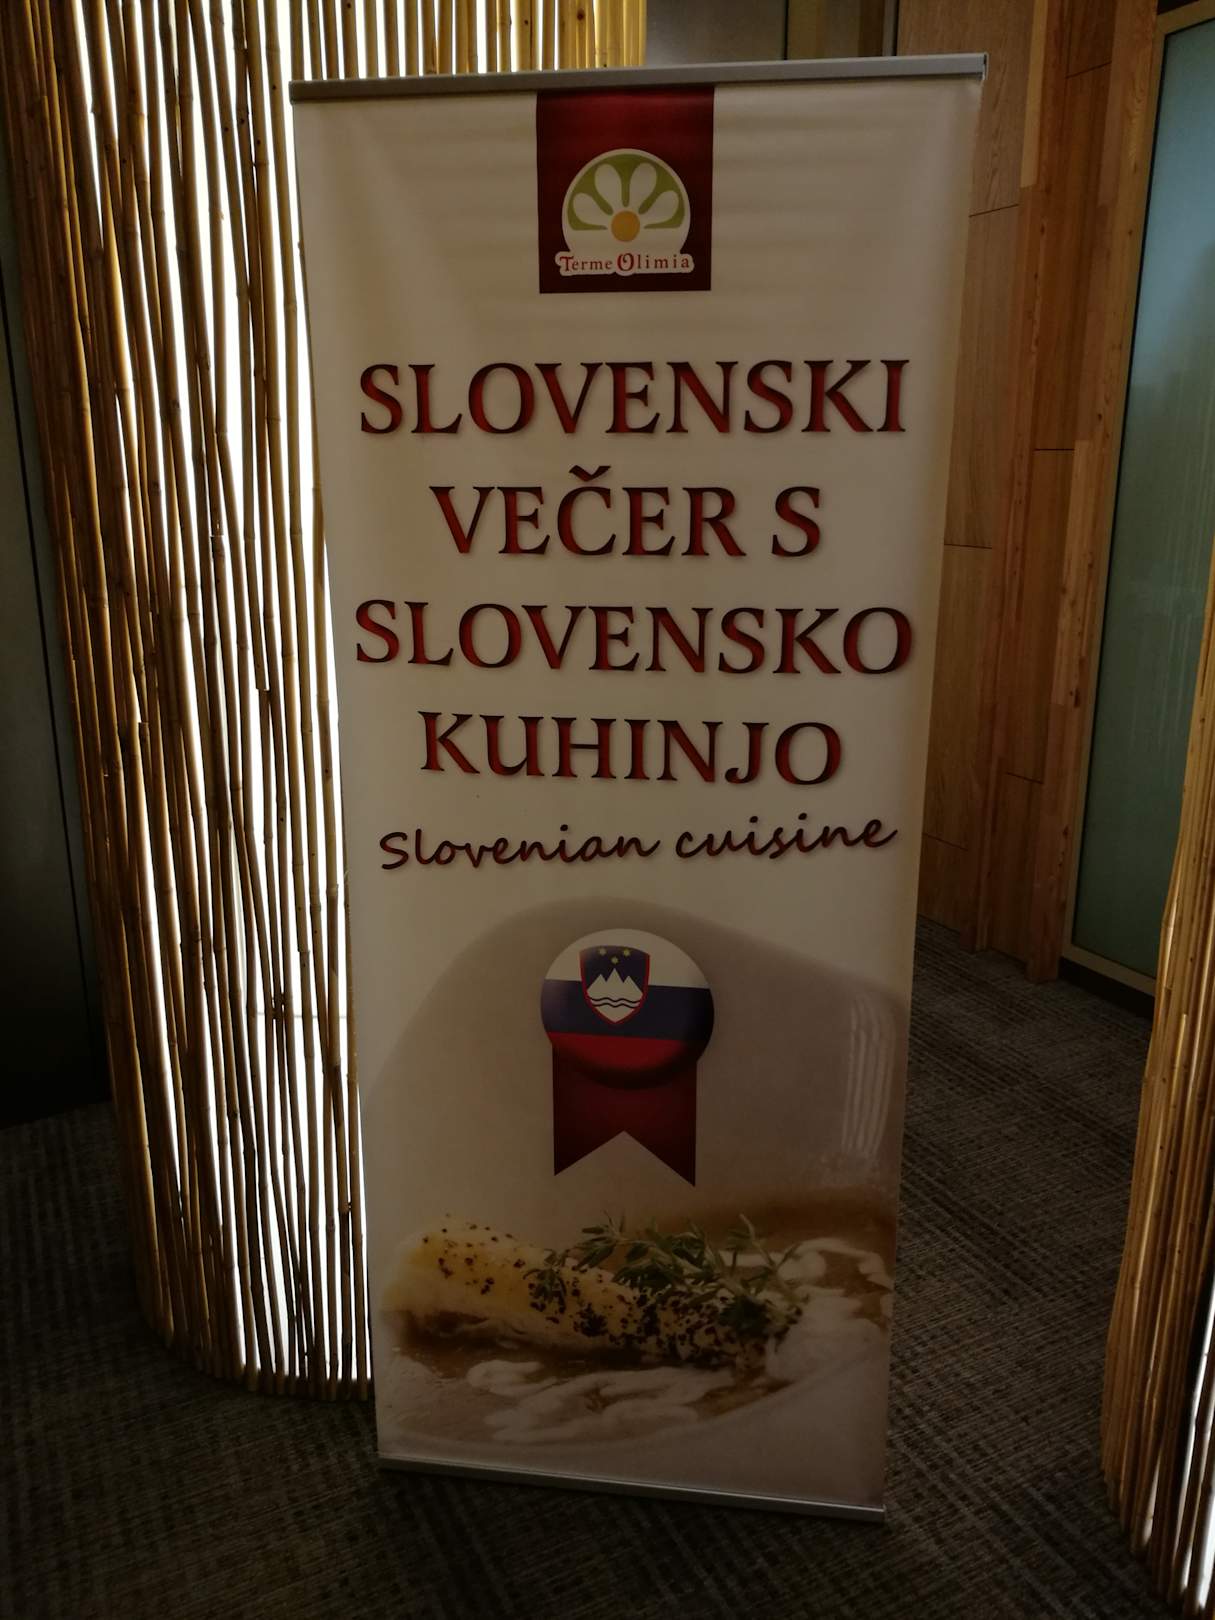 Terme Olimia
SLOVENSKI
VEČER S
SLOVENSKO
KUHINJO
Slovenian cuisine